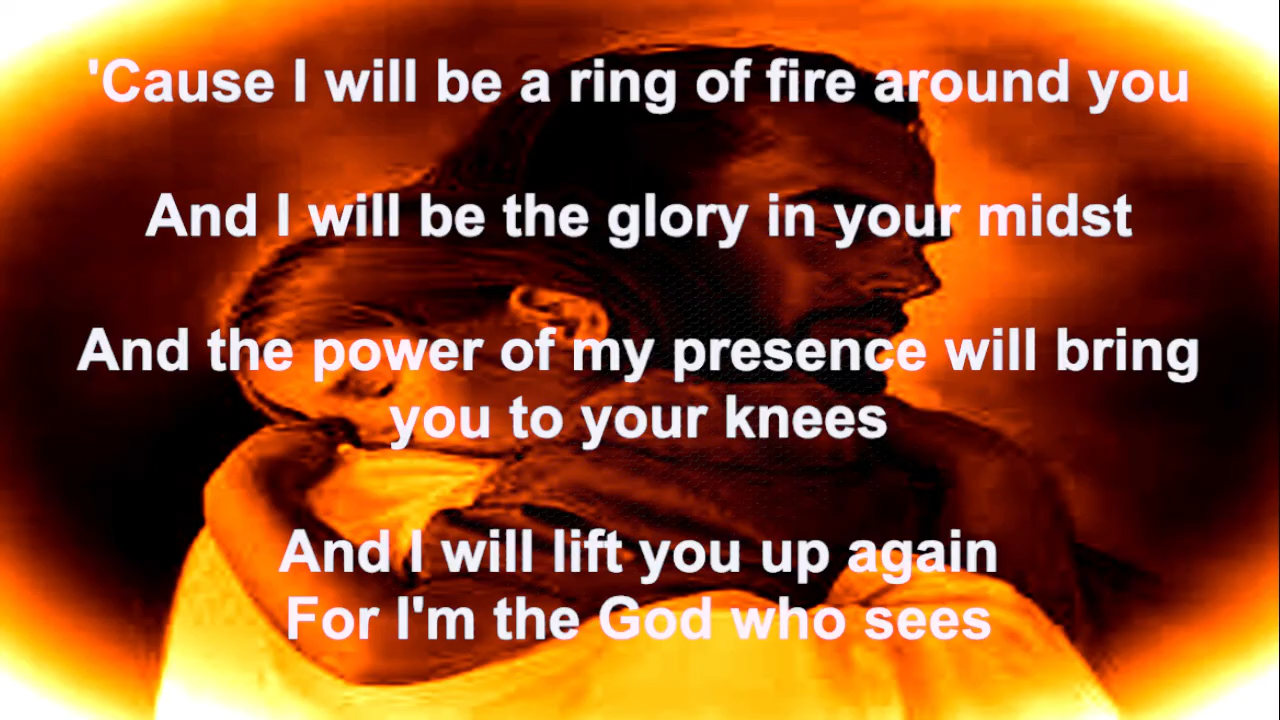 'Cause I will be a ring of fire around you
And I will be the glory in your midst
And the power of my presence will bring
you to your knees
And I will lift you up again
For I'm the God who sees